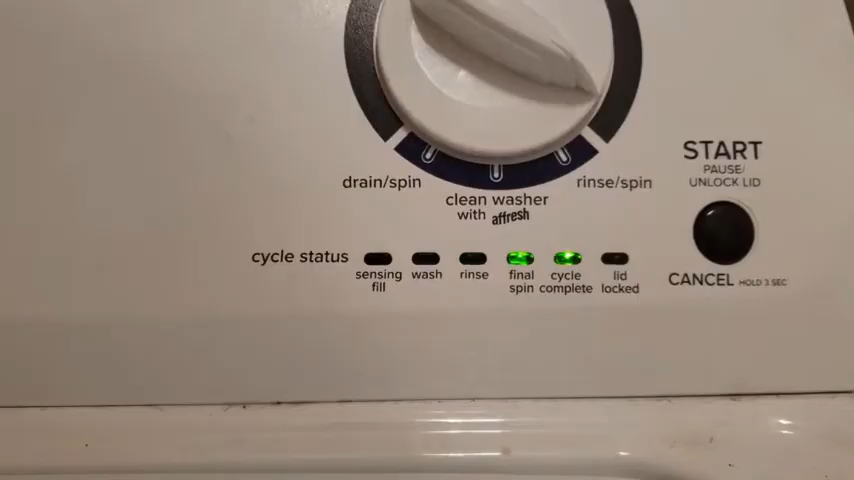 START
PAUSE/
UNLOCK LID
drain/spin
rinse/spin
clean washer
with affresh
cycle status
sensing
fill
wash
rinse
final
spin
cycle
complete
lid
locked
CANCEL HOLD 3 SEC